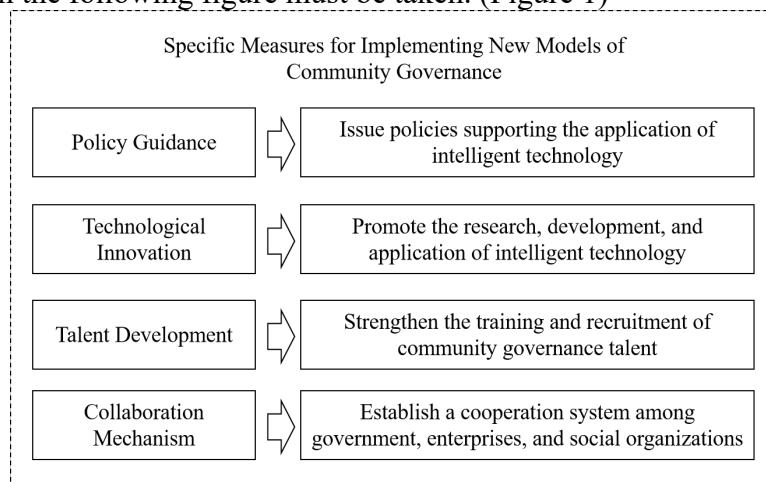 the following figure must be taken. (Figure 1)
Specific Measures for Implementing New Models of
Community Governance
Policy Guidance
Issue policies supporting the application of
intelligent technology
Technological
Innovation
Promote the research, development, and
application of intelligent technology
Talent Development
Strengthen the training and recruitment of
community governance talent
Collaboration
Mechanism
Establish a cooperation system among
government, enterprises, and social organizations